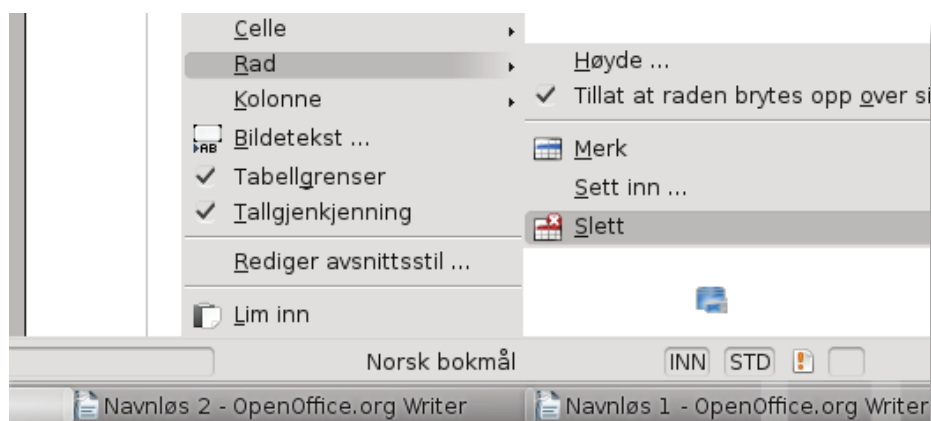 Celle
Rad
Kolonne
AB Bildetekst ...
Tabellgrenser
Tallgjenkjenning
Rediger avsnittsstil ...
Lim inn
Høyde ...
Tillat at raden brytes opp over si
Merk
Sett inn ...
Slett
Norsk bokmål INN STD
Navnløs 2 - OpenOffice.org Writer Navnløs 1 - OpenOffice.org Writer